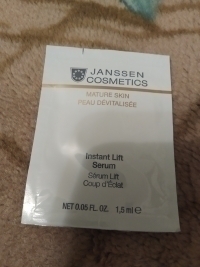 JANSSEN
COSMETICS
MATURE SKIN
PEAU DÉVITALISÉE
Instant Lift
Serum
Sérum Lift
Coup d'Éclat
NET 0.05 FL. OZ. 1,5 ml ℮